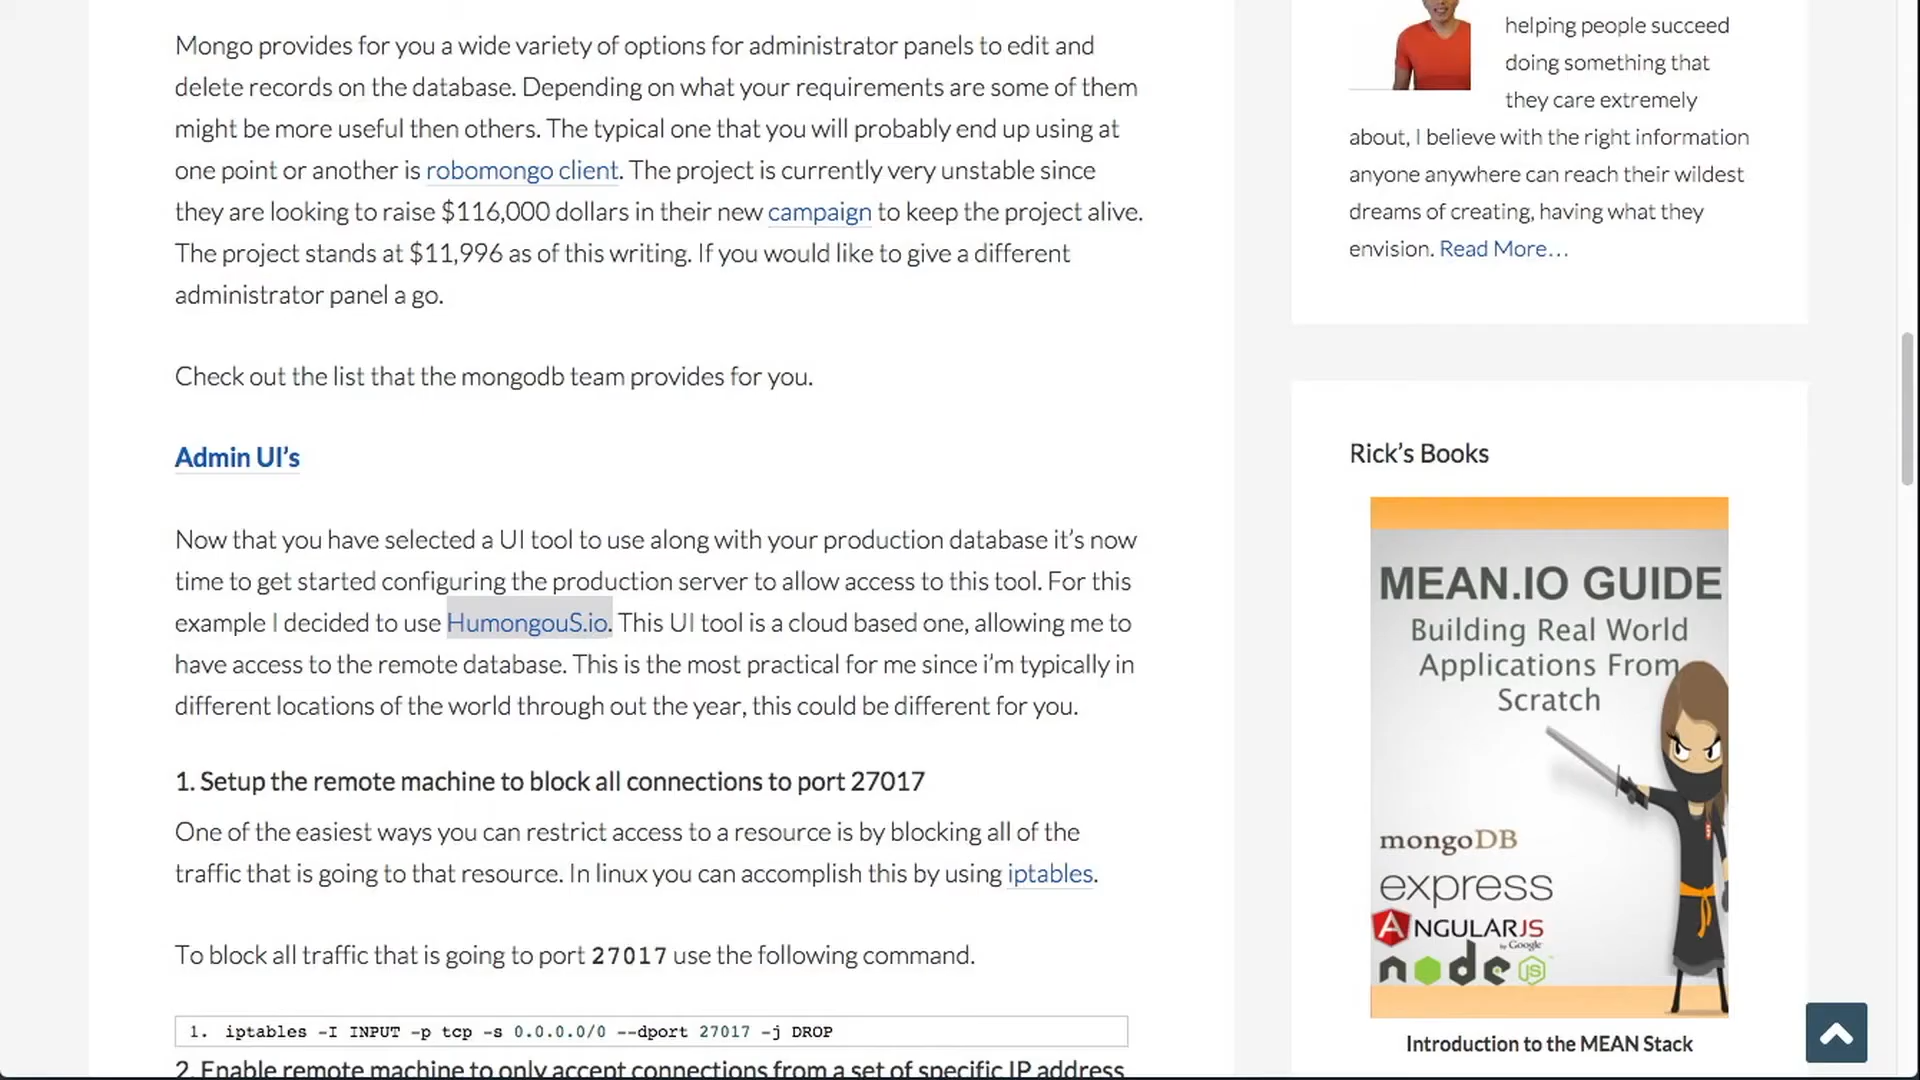 Mongo provides for you a wide variety of options for administrator panels to edit and
delete records on the database. Depending on what your requirements are some of them
might be more useful then others. The typical one that you will probably end up using at
one point or another is robomongo client. The project is currently very unstable since
they are looking to raise $116,000 dollars in their new campaign to keep the project alive.
The project stands at $11,996 as of this writing. If you would like to give a different
administrator panel a go.
Check out the list that the mongodb team provides for you.
Admin UI's
Now that you have selected a UI tool to use along with your production database it's now
time to get started configuring the production server to allow access to this tool. For this
example I decided to use HumongouS.io. This UI tool is a cloud based one, allowing me to
have access to the remote database. This is the most practical for me since i'm typically in
different locations of the world through out the year, this could be different for you.
1. Setup the remote machine to block all connections to port 27017
One of the easiest ways you can restrict access to a resource is by blocking all of the
traffic that is going to that resource. In linux you can accomplish this by using iptables.
To block all traffic that is going to port 27017 use the following command.
1. iptables -I INPUT -p tcp -s 0.0.0.0/0 --dport 27017 -j DROP
2. Enable remote machine to only accept connections from a set of specific IP address
helping people succeed
doing something that
they care extremely
about, I believe with the right information
anyone anywhere can reach their wildest
dreams of creating, having what they
envision. Read More…
Rick's Books
MEAN.IO GUIDE
Building Real World
Applications From
Scratch
mongoDB
express
ANGULARJS
by Google
node JS
Introduction to the MEAN Stack